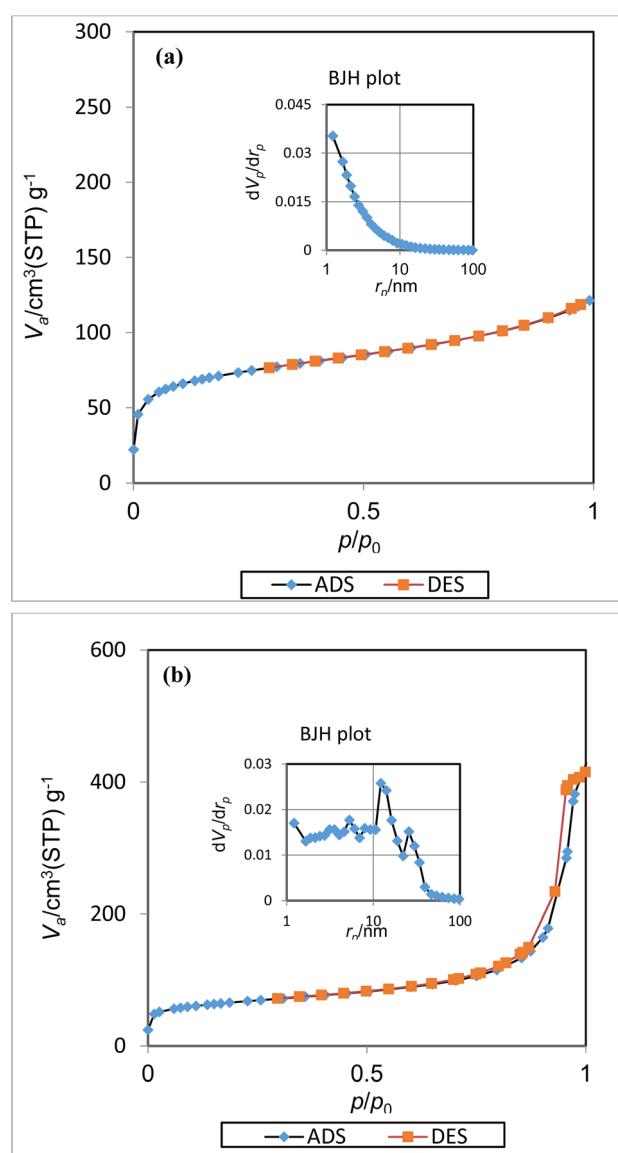 (a)
300
250
200
150
100
50
0
Va/cm³(STP) g⁻¹
BJH plot
0.045
0.03
0.015
0
dVp/drp
1 10 100
rp/nm
0 0.5 1
p/p₀
ADS DES
(b)
600
400
200
0
Va/cm³(STP) g⁻¹
BJH plot
0.03
0.02
0.01
0
dVp/drp
1 10 100
rp/nm
0 0.5 1
p/p₀
ADS DES